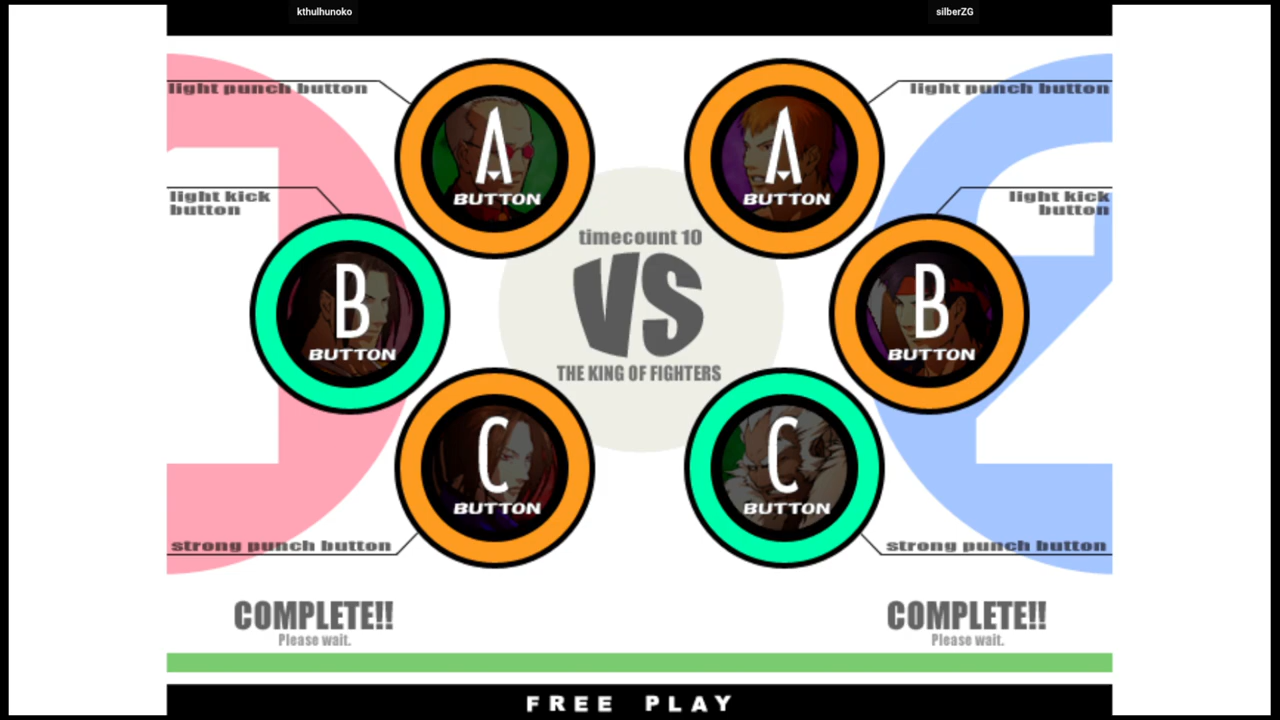 kthulhunoko
silberZG
light punch button
A
BUTTON
A
BUTTON
light punch button
light kick
button
B
BUTTON
timecount 10
VS
THE KING OF FIGHTERS
light kick
button
B
BUTTON
C
BUTTON
C
BUTTON
strong punch button
strong punch button
COMPLETE!!
Please wait.
COMPLETE!!
Please wait.
FREE PLAY